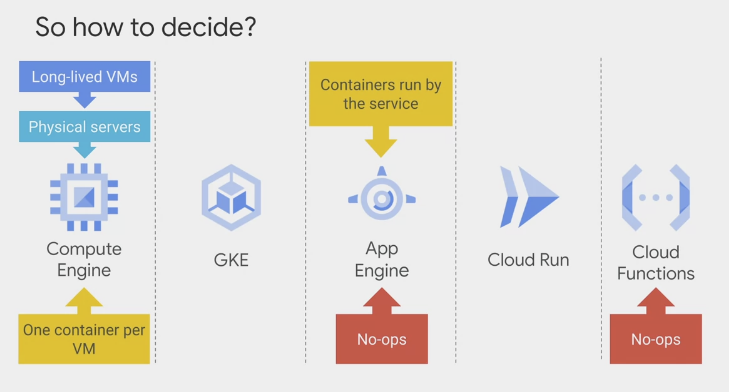 So how to decide?
Long-lived VMs
Physical servers
Containers run by
the service
Compute
Engine
GKE
App
Engine
Cloud Run
Cloud
Functions
One container per
VM
No-ops
No-ops